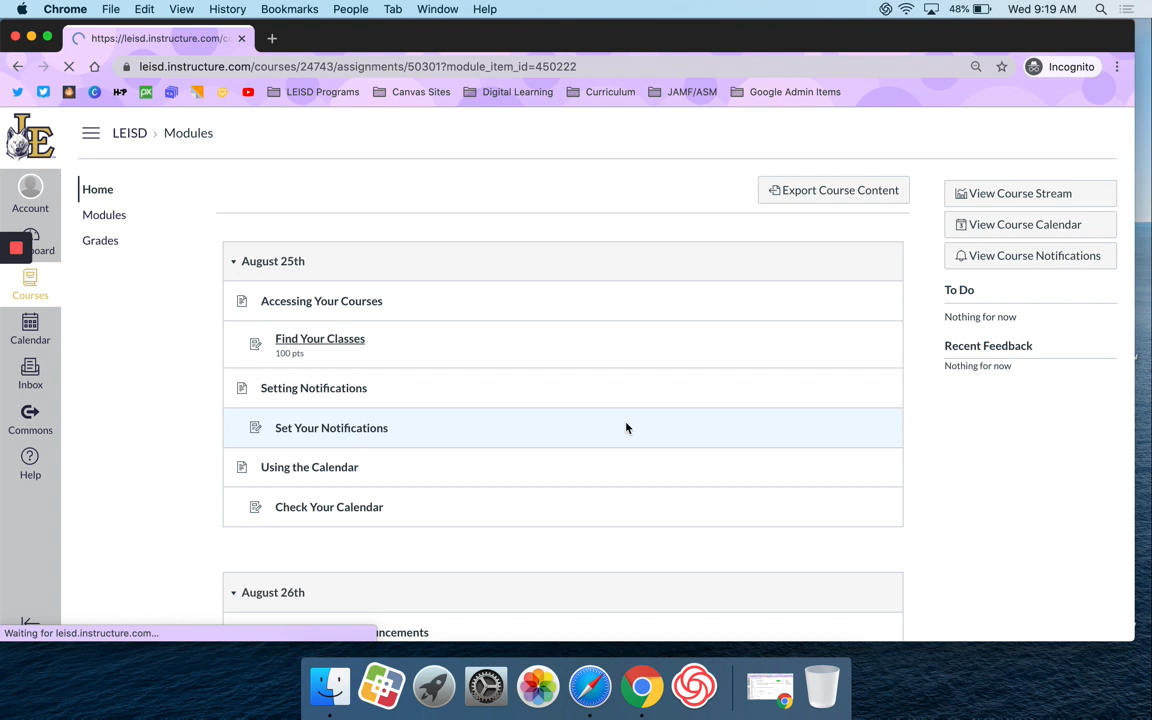 Chrome File Edit View History Bookmarks People Tab Window Help 48% Wed 9:19 AM
https://leisd.instructure.com/c
leisd.instructure.com/courses/24743/assignments/50301?module_item_id=450222 Incognito
LEISD Programs Canvas Sites Digital Learning Curriculum JAMF/ASM Google Admin Items
LE
LEISD › Modules
Account
board
Courses
Calendar
Inbox
Commons
Help
Home
Modules
Grades
Export Course Content
August 25th
Accessing Your Courses
Find Your Classes
100 pts
Setting Notifications
Set Your Notifications
Using the Calendar
Check Your Calendar
August 26th
ncements
View Course Stream
View Course Calendar
View Course Notifications
To Do
Nothing for now
Recent Feedback
Nothing for now
Waiting for leisd.instructure.com...